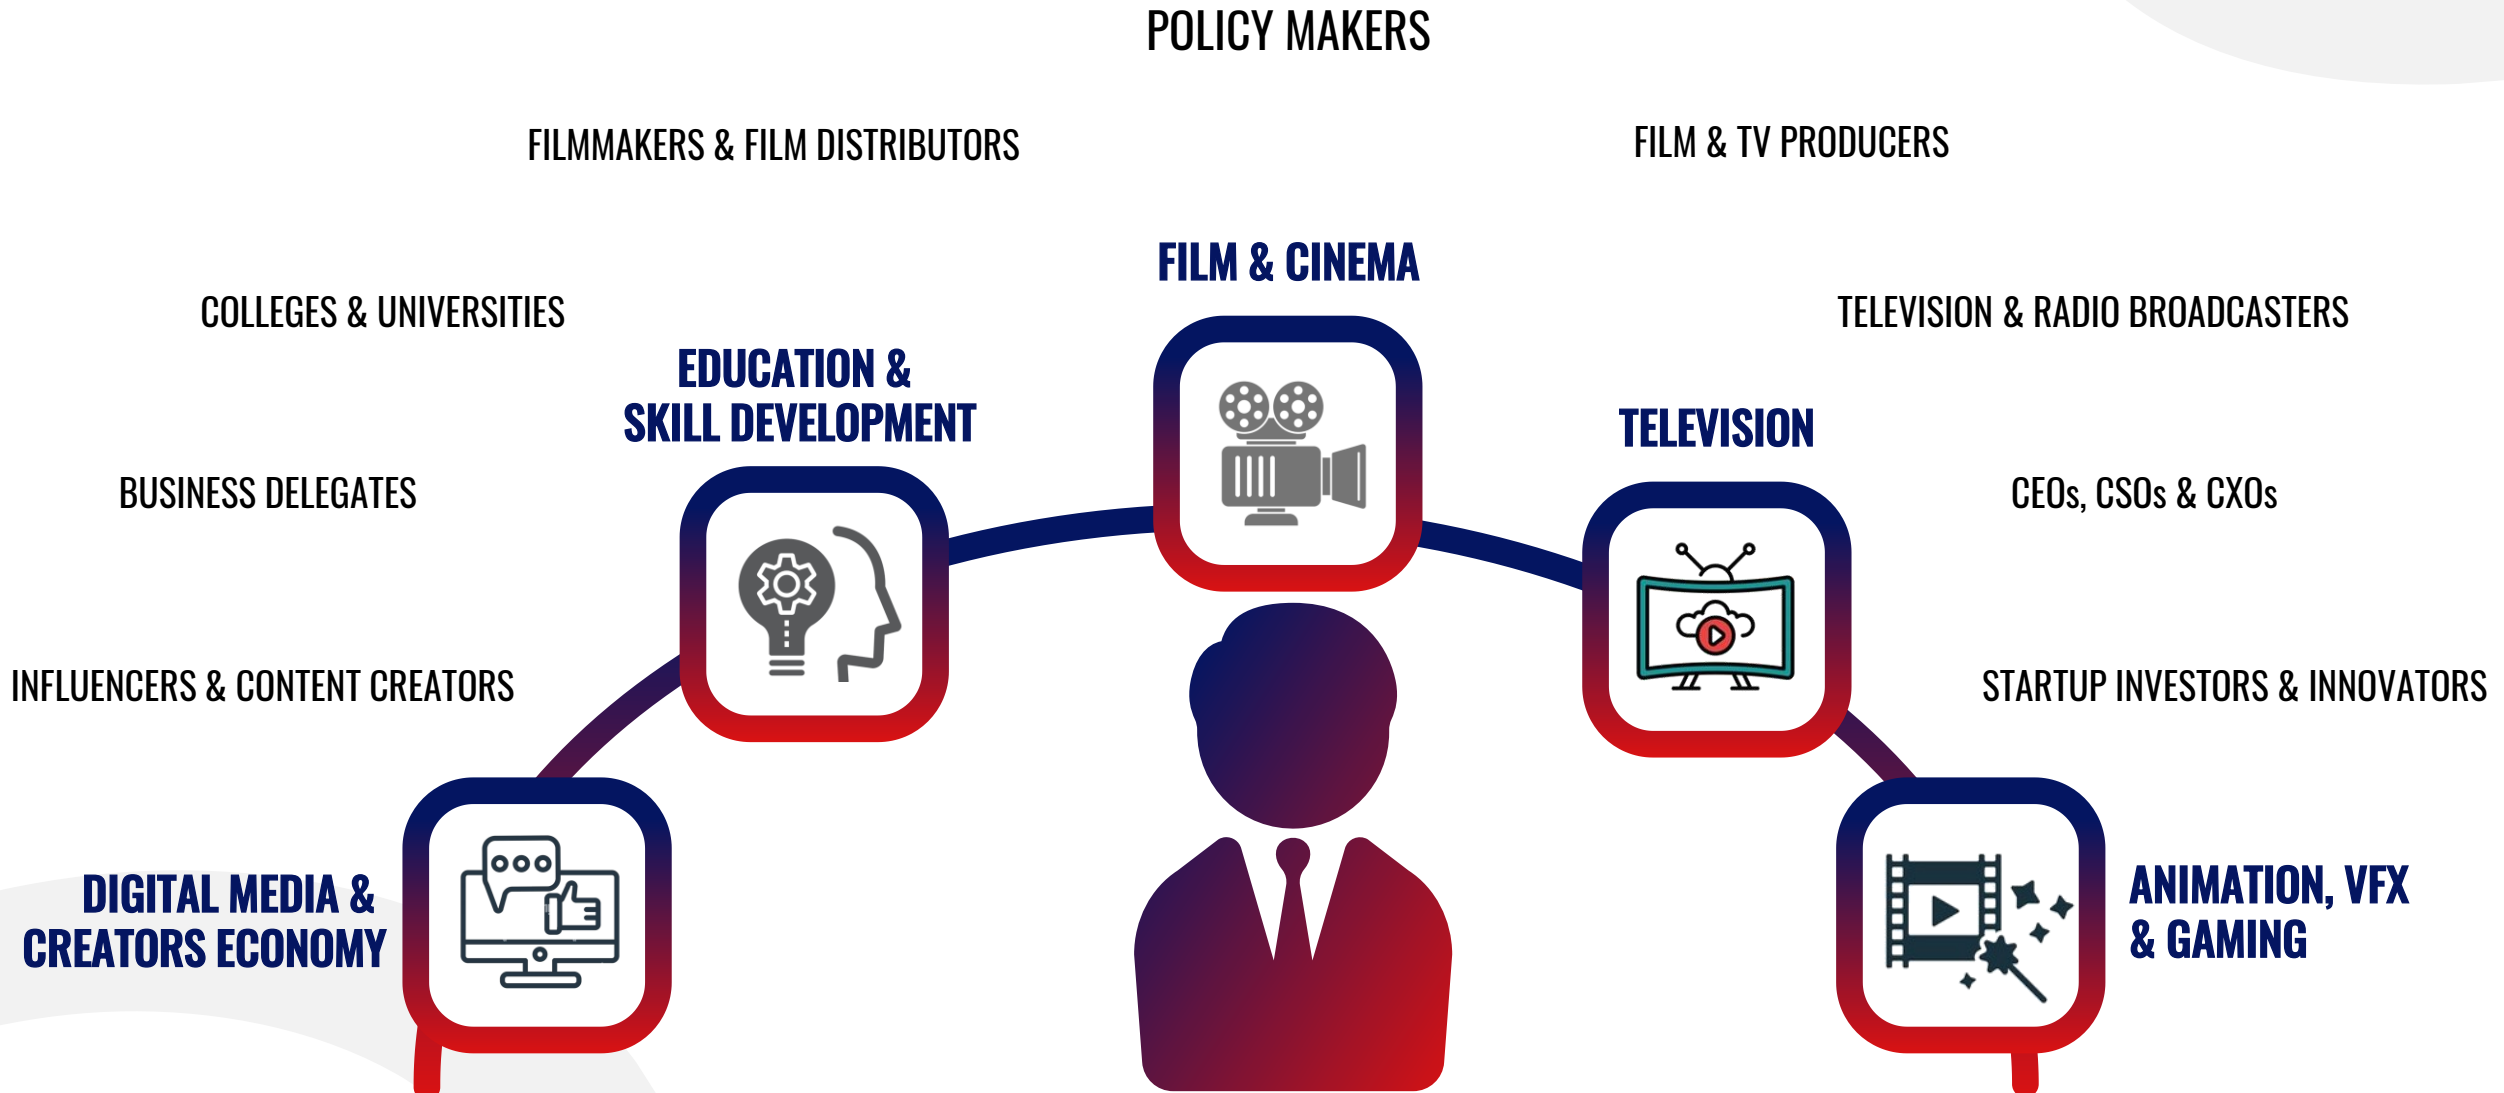 POLICY MAKERS
FILMMAKERS & FILM DISTRIBUTORS
FILM & TV PRODUCERS
FILM & CINEMA
COLLEGES & UNIVERSITIES
TELEVISION & RADIO BROADCASTERS
EDUCATION &
SKILL DEVELOPMENT
TELEVISION
BUSINESS DELEGATES
CEOs, CSOs & CXOs
INFLUENCERS & CONTENT CREATORS
STARTUP INVESTORS & INNOVATORS
DIGITAL MEDIA &
CREATORS ECONOMY
ANIMATION, VFX
& GAMING